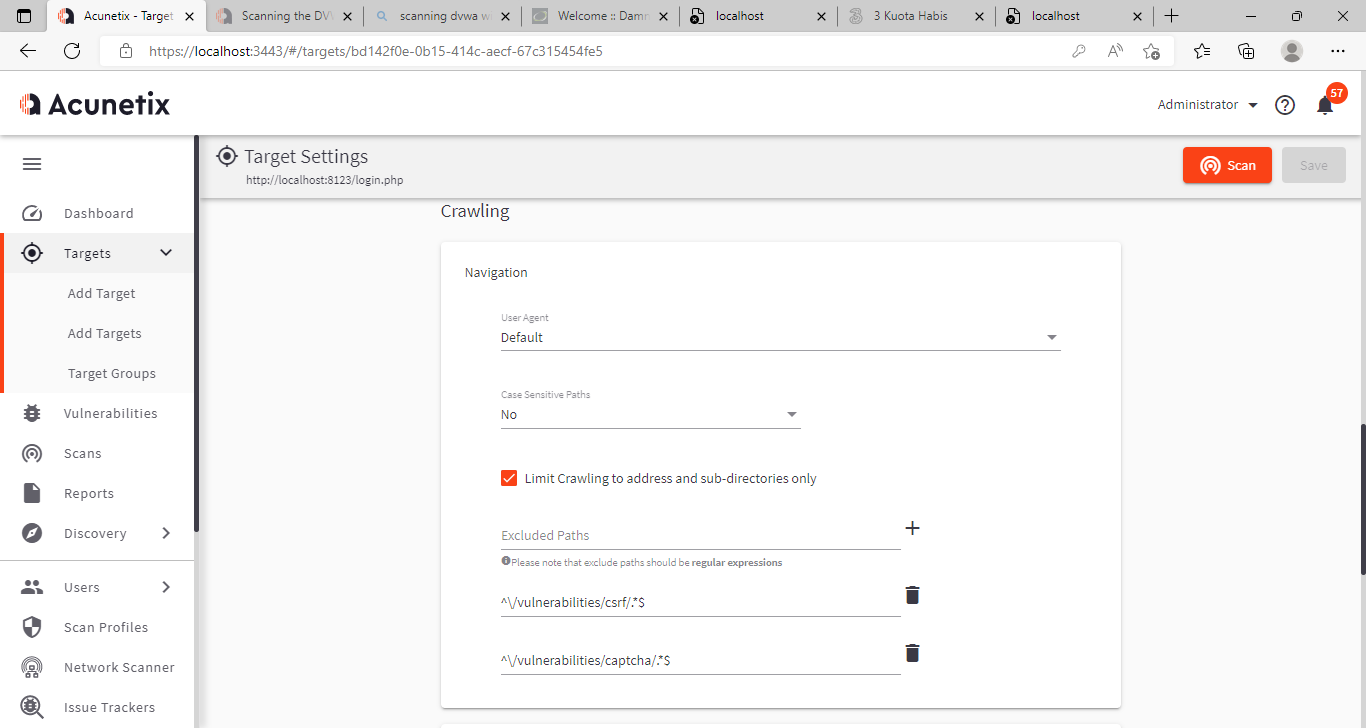 Acunetix - Target
Scanning the DV
scanning dvwa w
Welcome :: Damn
localhost
3 Kuota Habis
localhost
https://localhost:3443/#/targets/bd142f0e-0b15-414c-aecf-67c315454fe5
Acunetix
Administrator
57
Target Settings
http://localhost:8123/login.php
Scan
Save
Dashboard
Targets
Add Target
Add Targets
Target Groups
Vulnerabilities
Scans
Reports
Discovery
Users
Scan Profiles
Network Scanner
Issue Trackers
Crawling
Navigation
User Agent
Default
Case Sensitive Paths
No
Limit Crawling to address and sub-directories only
Excluded Paths
Please note that exclude paths should be regular expressions
^\/vulnerabilities/csrf/.*$
^\/vulnerabilities/captcha/.*$